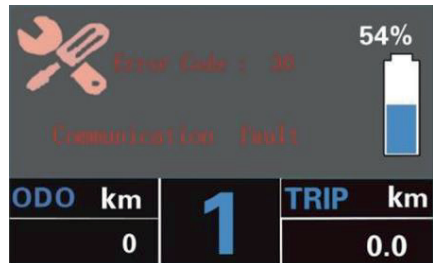 54%
Error Code : 30
Communication fault
ODO km
0
1
TRIP km
0.0